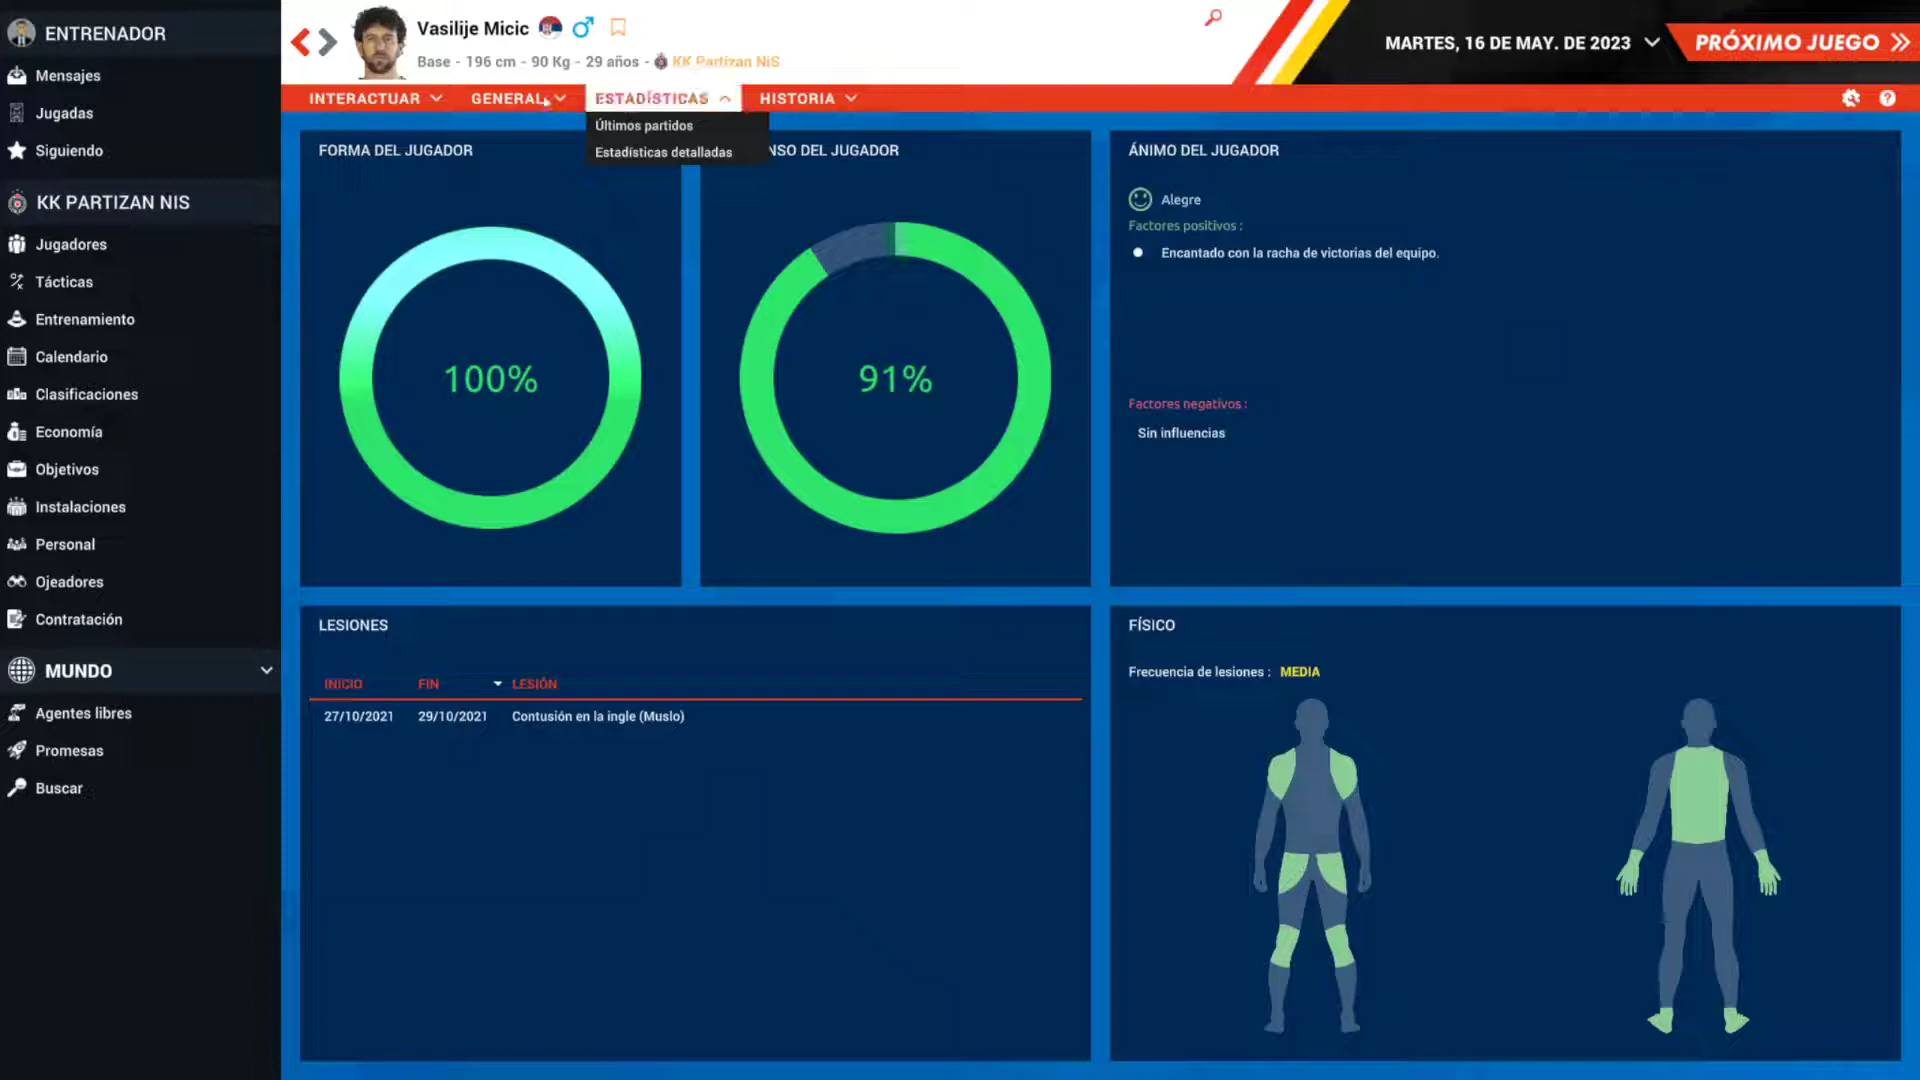 ENTRENADOR
Mensajes
Jugadas
Siguiendo
KK PARTIZAN NIS
Jugadores
Tácticas
Entrenamiento
Calendario
Clasificaciones
Economía
Objetivos
Instalaciones
Personal
Ojeadores
Contratación
MUNDO
Agentes libres
Promesas
Buscar
Vasilije Micic
Base - 196 cm - 90 Kg - 29 años - KK Partizan NiS
MARTES, 16 DE MAY. DE 2023
PRÓXIMO JUEGO
INTERACTUAR GENERAL ESTADÍSTICAS HISTORIA
Últimos partidos
Estadísticas detalladas
FORMA DEL JUGADOR
100%
NSO DEL JUGADOR
91%
ÁNIMO DEL JUGADOR
Alegre
Factores positivos :
Encantado con la racha de victorias del equipo.
Factores negativos :
Sin influencias
LESIONES
INICIO FIN LESIÓN
27/10/2021 29/10/2021 Contusión en la ingle (Muslo)
FÍSICO
Frecuencia de lesiones : MEDIA